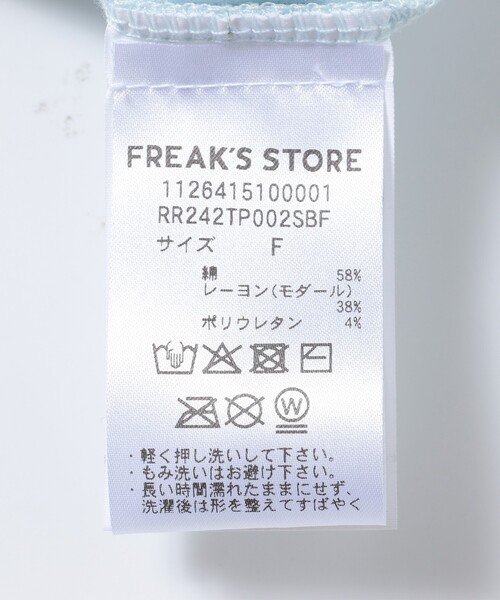 FREAK'S STORE
1126415100001
RR242TP002SBF
サイズ F
綿 58%
レーヨン(モダール)
38%
ポリウレタン 4%
W
・軽く押し洗いして下さい。
・もみ洗いはお避け下さい。
・長い時間濡れたままにせず、
洗濯後は形を整えてすばやく